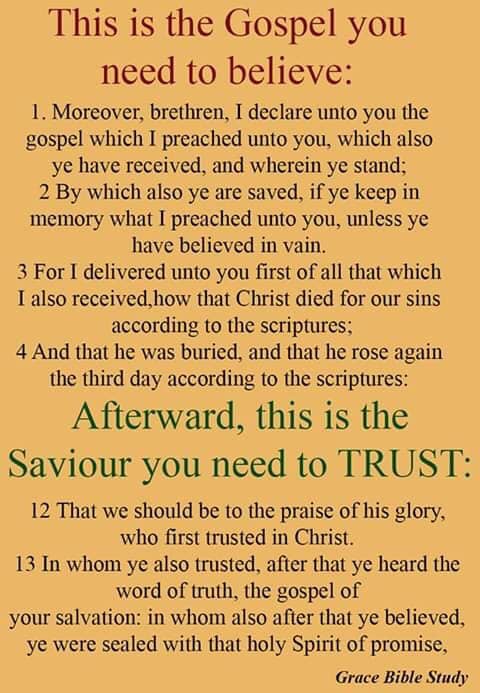 This is the Gospel you
need to believe:
1. Moreover, brethren, I declare unto you the
gospel which I preached unto you, which also
ye have received, and wherein ye stand;
2 By which also ye are saved, if ye keep in
memory what I preached unto you, unless ye
have believed in vain.
3 For I delivered unto you first of all that which
I also received,how that Christ died for our sins
according to the scriptures;
4 And that he was buried, and that he rose again
the third day according to the scriptures:
Afterward, this is the
Saviour you need to TRUST:
12 That we should be to the praise of his glory,
who first trusted in Christ.
13 In whom ye also trusted, after that ye heard the
word of truth, the gospel of
your salvation: in whom also after that ye believed,
ye were sealed with that holy Spirit of promise,
Grace Bible Study